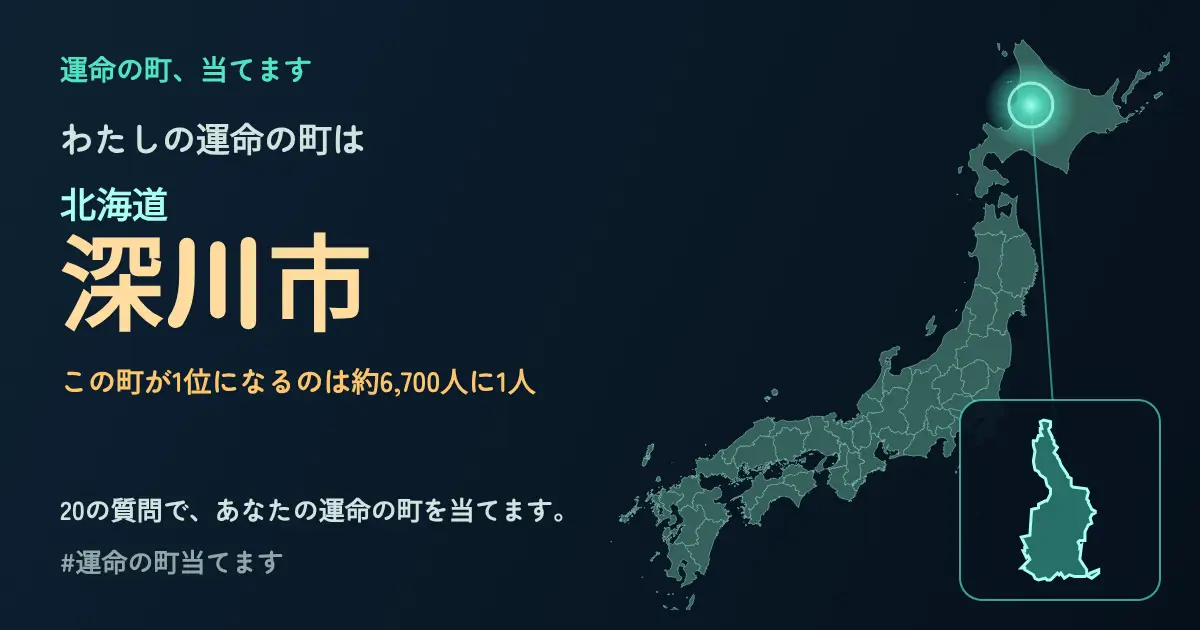 運命の町、当てます
わたしの運命の町は
北海道
深川市
この町が1位になるのは約6,700人に1人
20の質問で、あなたの運命の町を当てます。
#運命の町当てます